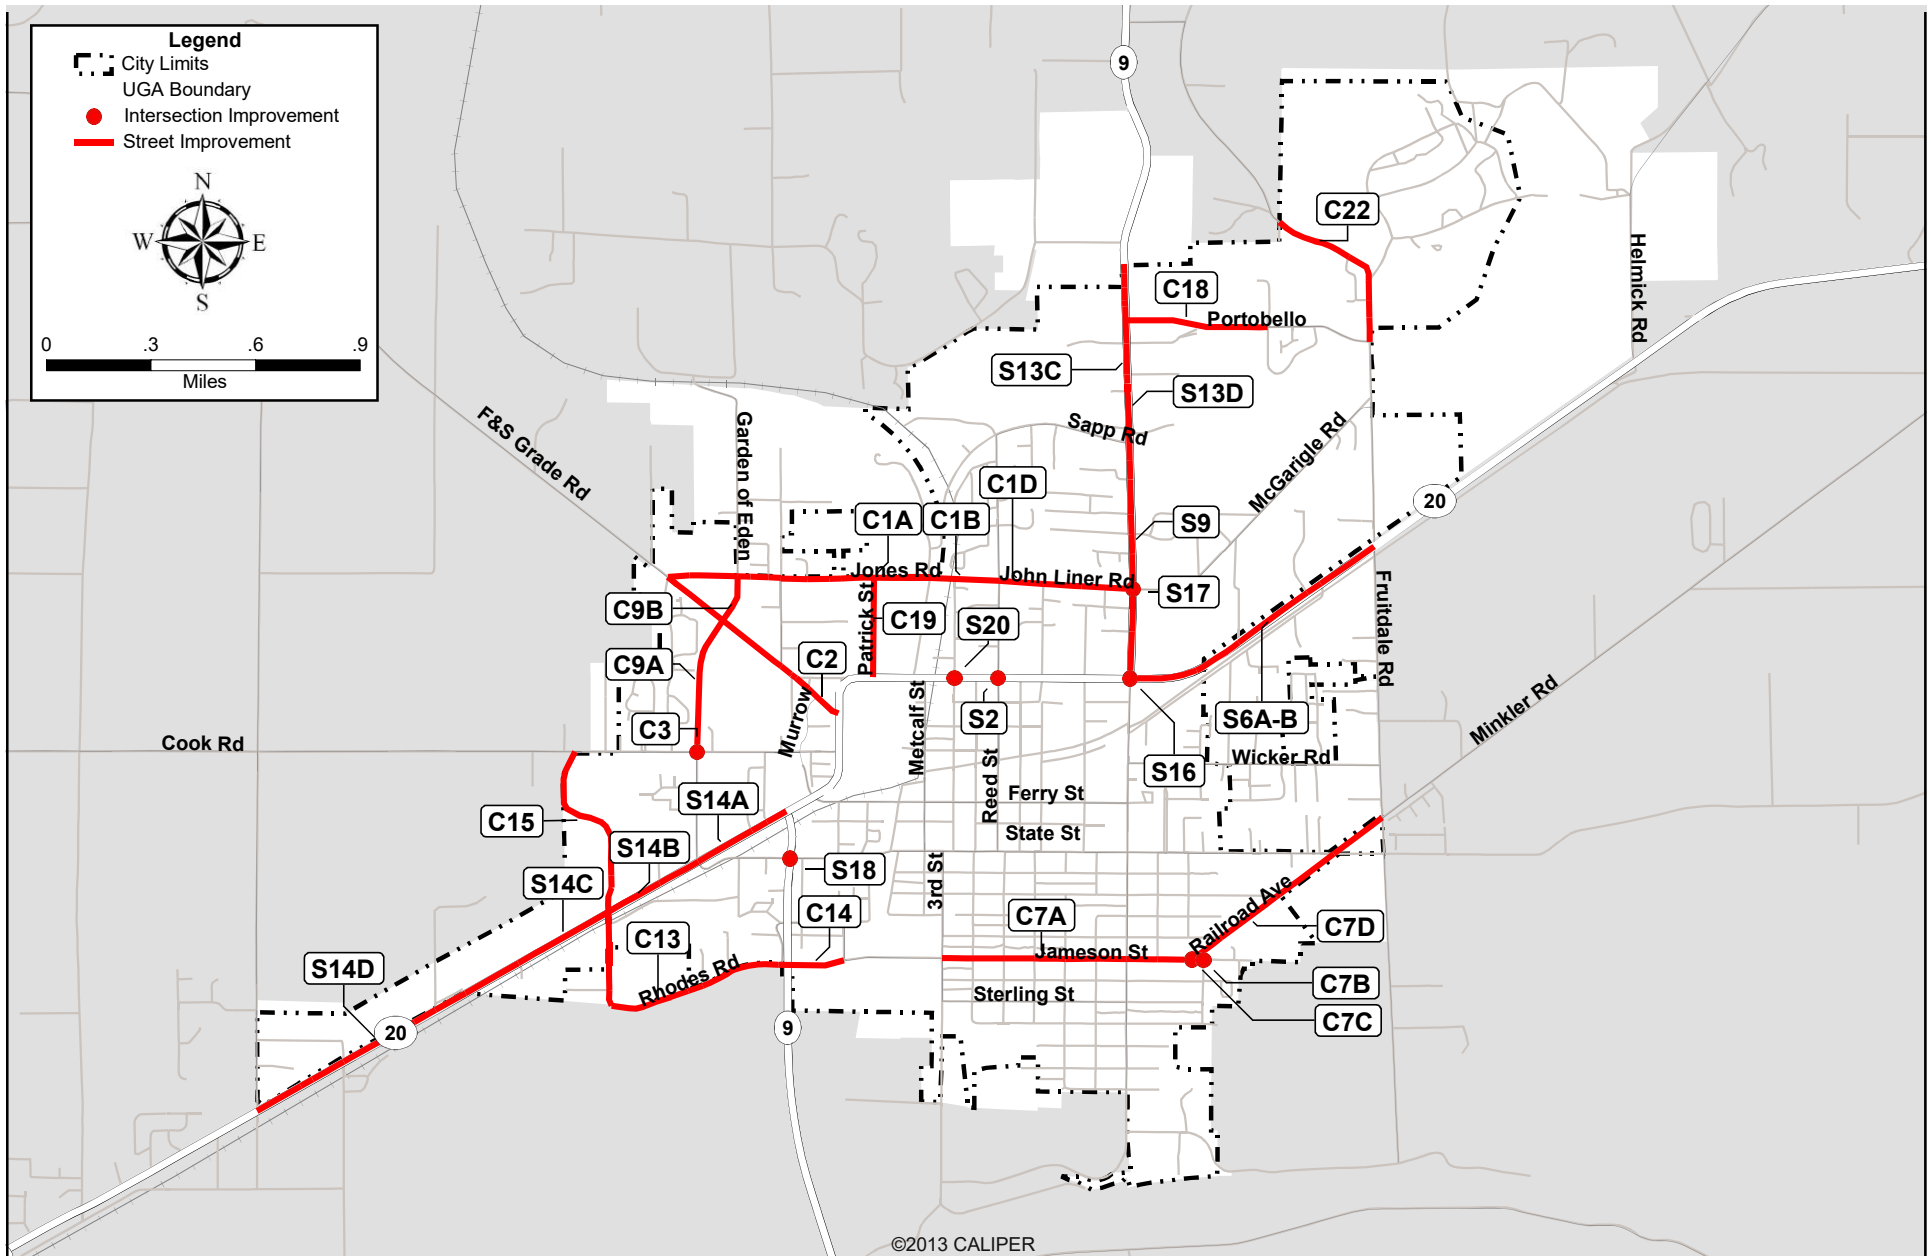 Legend
City Limits
UGA Boundary
Intersection Improvement
Street Improvement
N
W E
S
0 .3 .6 .9
Miles
9
C22
Helmick Rd
C18
Portobello
S13C
S13D
Sapp Rd
F&S Grade Rd
Garden of Eden
McGarigle Rd
C1D
20
C1A
C1B
S9
Jones Rd
John Liner Rd
S17
C9B
Patrick St
C19
S20
Fruitdale Rd
C9A
C2
Murrow
Metcalf St
S2
S6A-B
Minkler Rd
C3
Cook Rd
Reed St
Wicker Rd
S16
S14A
Ferry St
C15
State St
S14B
S18
3rd St
S14C
C14
C7A
Railroad Ave
C7D
C13
Jameson St
S14D
Rhodes Rd
C7B
Sterling St
C7C
20
9
©2013 CALIPER